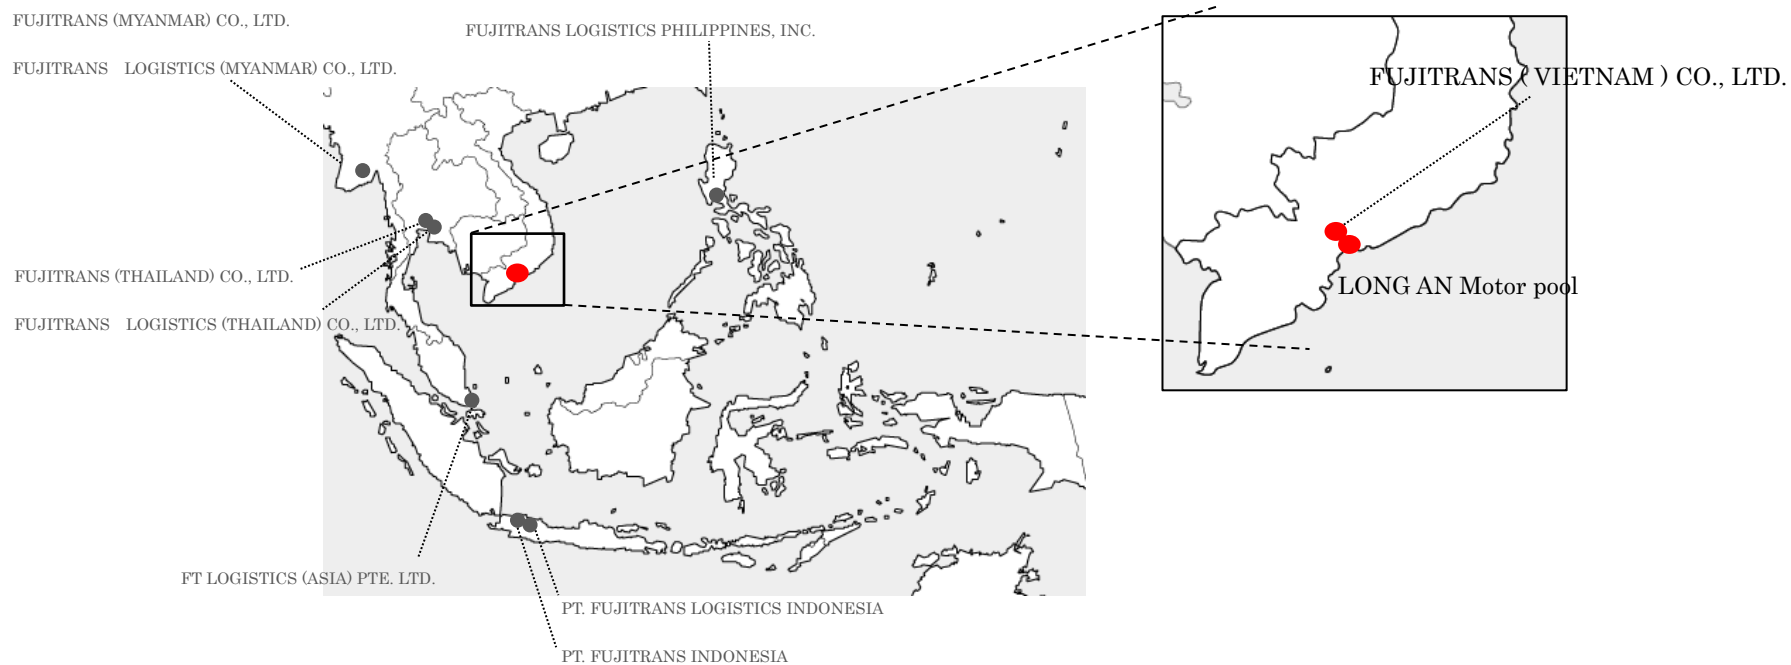 FUJITRANS (MYANMAR) CO., LTD.
FUJITRANS LOGISTICS PHILIPPINES, INC.
FUJITRANS LOGISTICS (MYANMAR) CO., LTD.
FUJITRANS ( VIETNAM ) CO., LTD.
FUJITRANS (THAILAND) CO., LTD.
LONG AN Motor pool
FUJITRANS LOGISTICS (THAILAND) CO., LTD.
FT LOGISTICS (ASIA) PTE. LTD.
PT. FUJITRANS LOGISTICS INDONESIA
PT. FUJITRANS INDONESIA